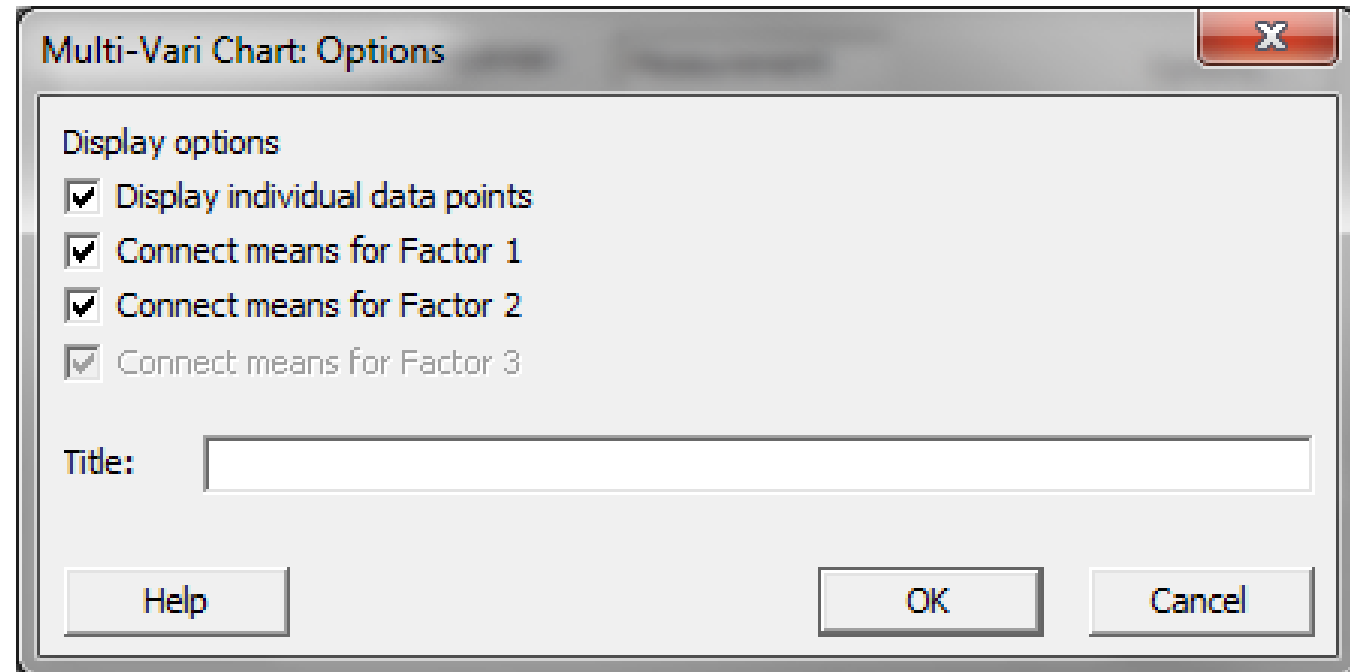 Multi-Vari Chart: Options
Display options
Display individual data points
Connect means for Factor 1
Connect means for Factor 2
Connect means for Factor 3
Title:
Help OK Cancel